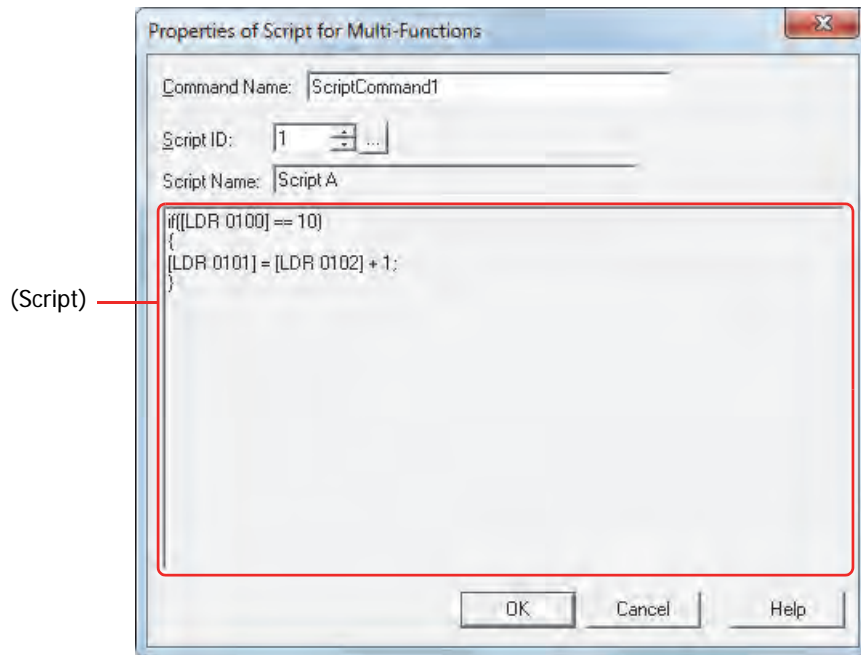 Properties of Script for Multi-Functions
Command Name: ScriptCommand1
Script ID: 1 ...
Script Name: Script A
if([LDR 0100] == 10)
{
[LDR 0101] = [LDR 0102] + 1;
}
(Script)
OK Cancel Help